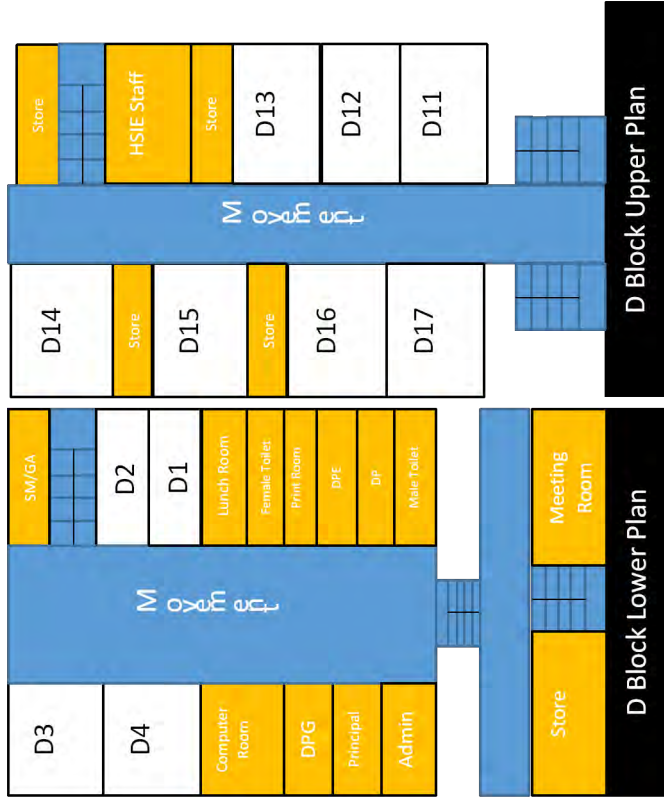 D3
D4
Computer
Room
DPG
Principal
Admin
Store
Movement
SM/GA
D2
D1
Lunch Room
Female Toilet
Print Room
DPE
DP
Male Toilet
Meeting
Room
D Block Lower Plan
D14
Store
D15
Store
D16
D17
Movement
Store
HSIE Staff
Store
D13
D12
D11
D Block Upper Plan